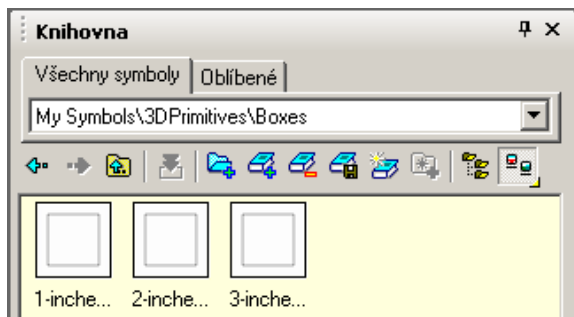 Knihovna
Všechny symboly Oblíbené
My Symbols\3DPrimitives\Boxes
1-inche... 2-inche... 3-inche...